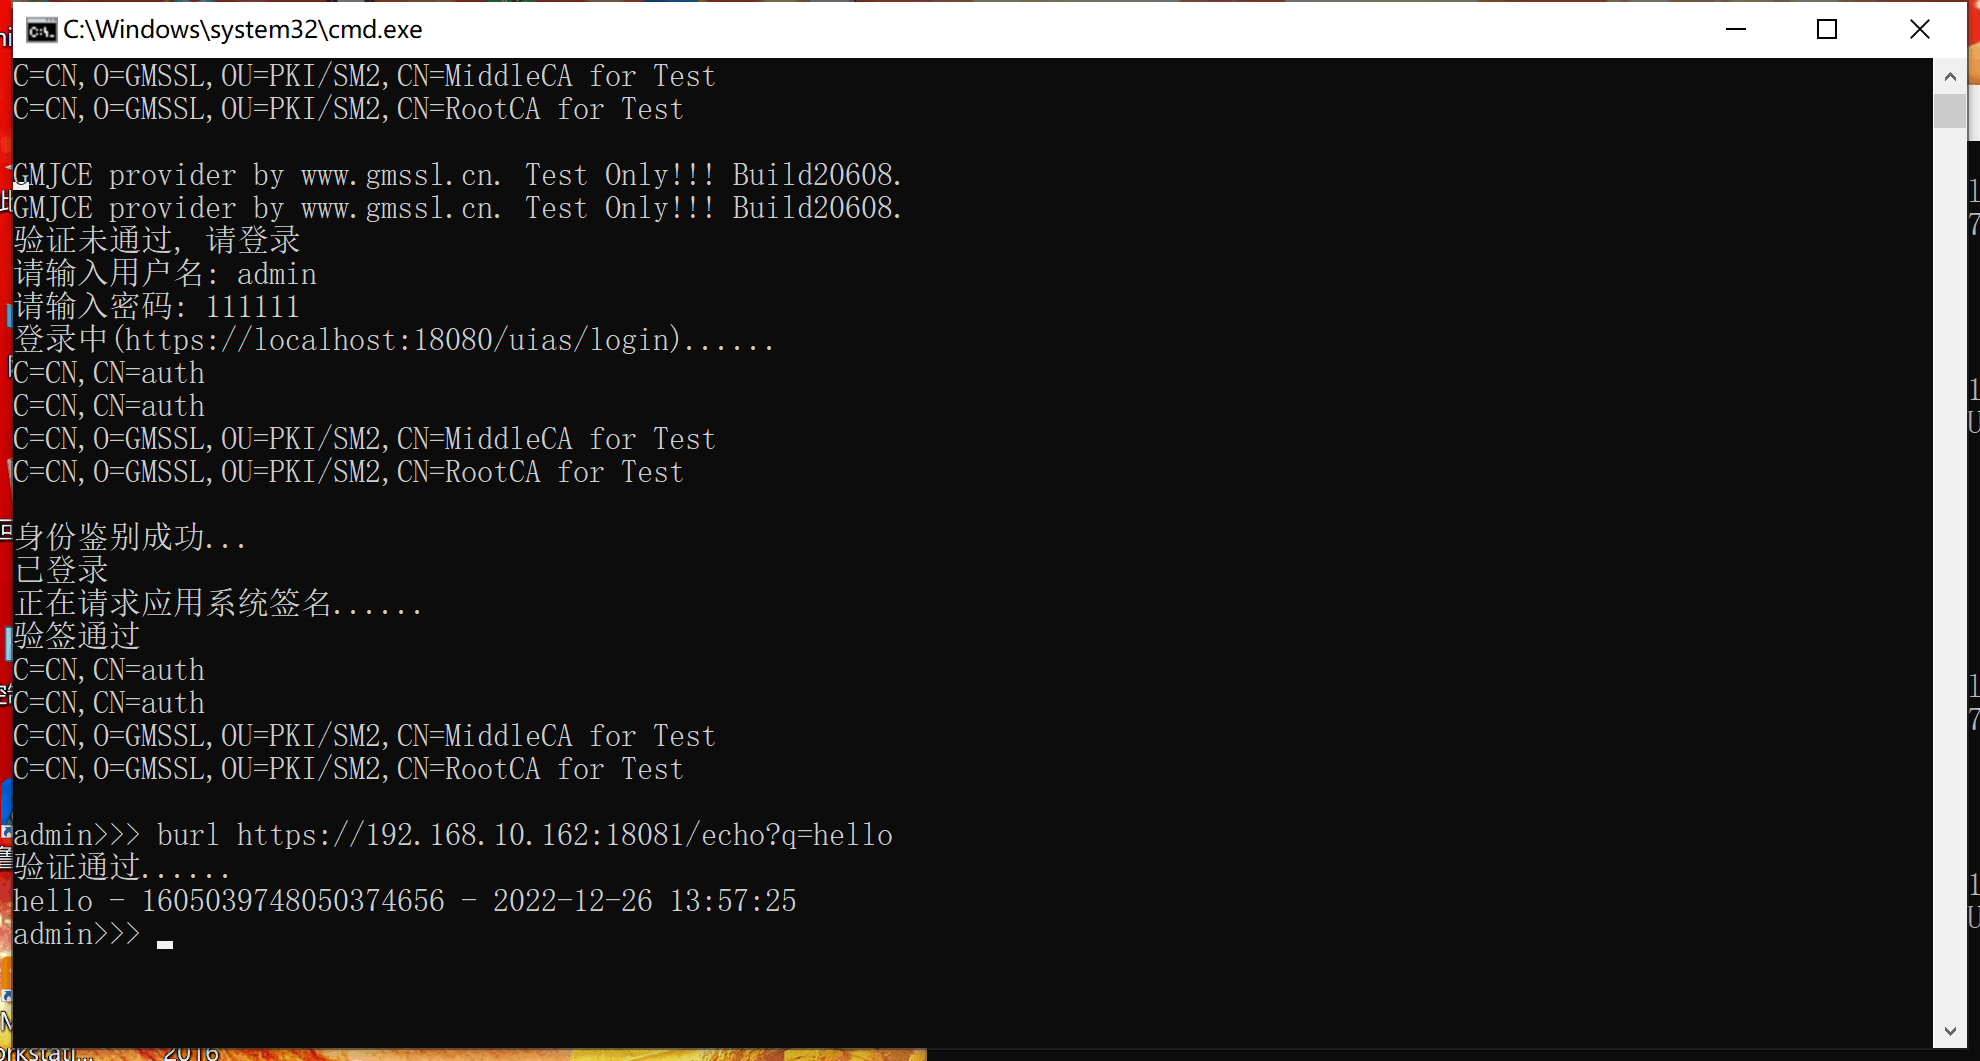 C:\Windows\system32\cmd.exe
C=CN,O=GMSSL,OU=PKI/SM2,CN=MiddleCA for Test
C=CN,O=GMSSL,OU=PKI/SM2,CN=RootCA for Test
GMJCE provider by www.gmssl.cn. Test Only!!! Build20608.
GMJCE provider by www.gmssl.cn. Test Only!!! Build20608.
验证未通过, 请登录
请输入用户名: admin
请输入密码: 111111
登录中(https://localhost:18080/uias/login)......
C=CN,CN=auth
C=CN,CN=auth
C=CN,O=GMSSL,OU=PKI/SM2,CN=MiddleCA for Test
C=CN,O=GMSSL,OU=PKI/SM2,CN=RootCA for Test
身份鉴别成功...
已登录
正在请求应用系统签名......
验签通过
C=CN,CN=auth
C=CN,CN=auth
C=CN,O=GMSSL,OU=PKI/SM2,CN=MiddleCA for Test
C=CN,O=GMSSL,OU=PKI/SM2,CN=RootCA for Test
admin>>> burl https://192.168.10.162:18081/echo?q=hello
验证通过......
hello - 1605039748050374656 - 2022-12-26 13:57:25
admin>>>
2016